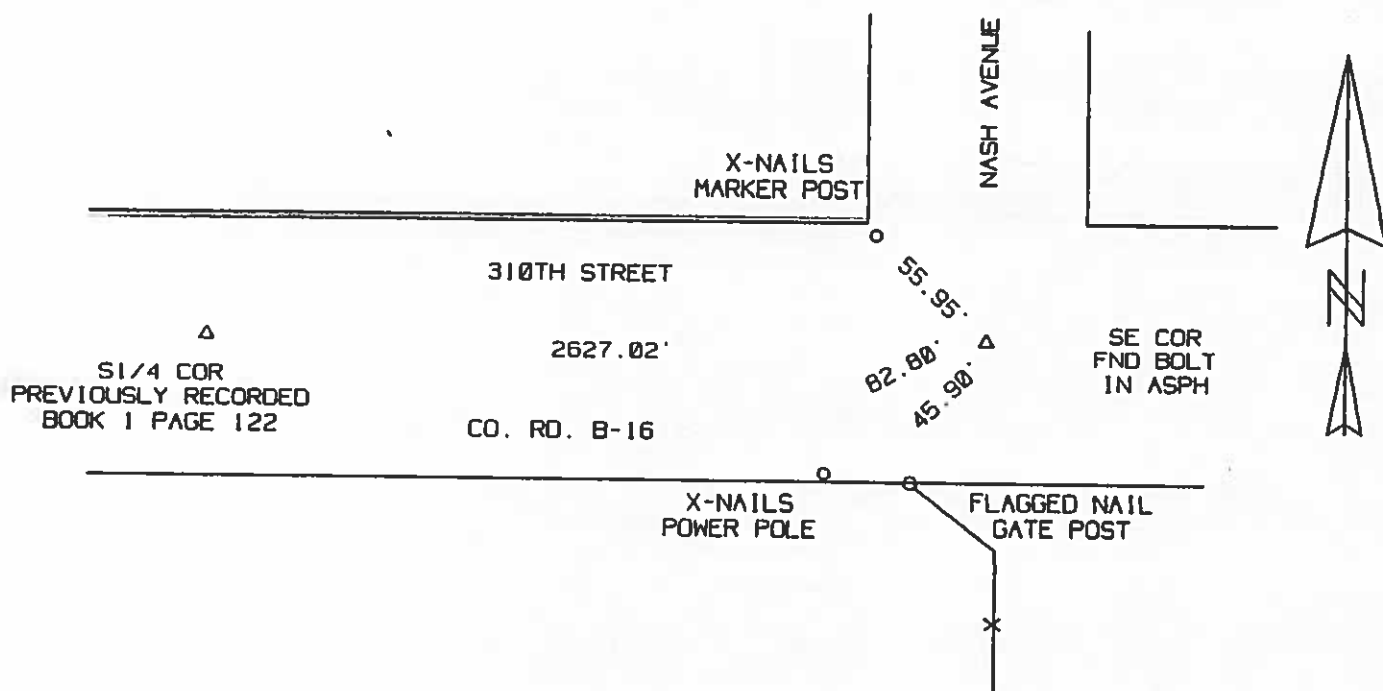 NASH AVENUE
X-NAILS
MARKER POST
310TH STREET
55.95'
2627.02'
82.80'
45.90'
SE COR
FND BOLT
IN ASPH
S1/4 COR
PREVIOUSLY RECORDED
BOOK 1 PAGE 122
CO. RD. B-16
X-NAILS
POWER POLE
FLAGGED NAIL
GATE POST
N